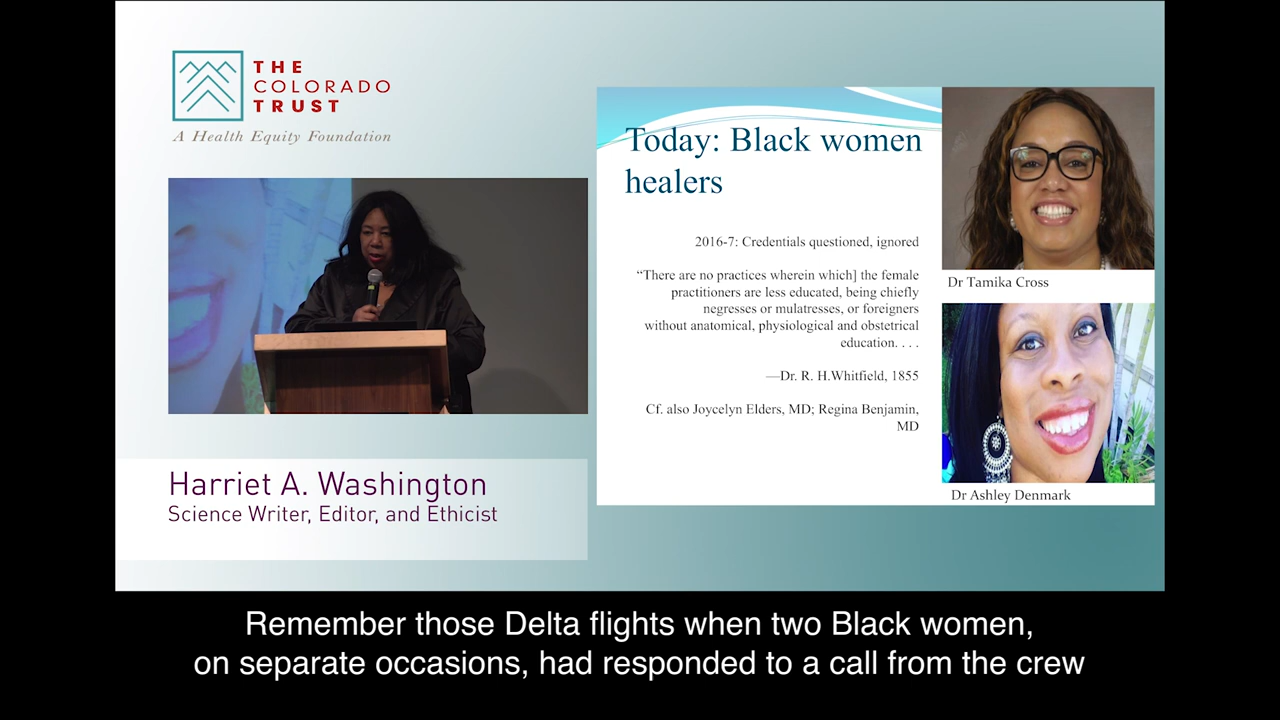 THE
COLORADO
TRUST
A Health Equity Foundation
Today: Black women
healers
2016-7: Credentials questioned, ignored
“There are no practices wherein which] the female
practitioners are less educated, being chiefly
negresses or mulatresses, or foreigners
without anatomical, physiological and obstetrical
education. . . .
—Dr. R. H.Whitfield, 1855
Cf. also Joycelyn Elders, MD; Regina Benjamin,
MD
Dr Tamika Cross
Dr Ashley Denmark
Harriet A. Washington
Science Writer, Editor, and Ethicist
Remember those Delta flights when two Black women,
on separate occasions, had responded to a call from the crew